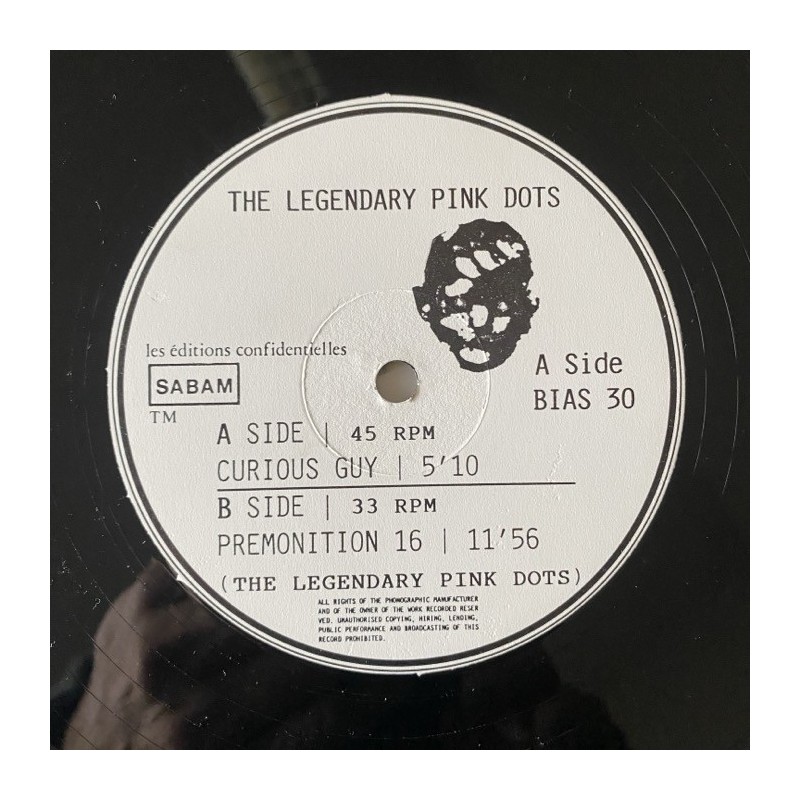 THE LEGENDARY PINK DOTS
les éditions confidentielles
SABAM
TM
A Side
BIAS 30
A SIDE | 45 RPM
CURIOUS GUY | 5'10
B SIDE | 33 RPM
PREMONITION 16 | 11'56
(THE LEGENDARY PINK DOTS)
ALL RIGHTS OF THE PHONOGRAPHIC MANUFACTURER
AND OF THE OWNER OF THE WORK RECORDED RESER
VED. UNAUTHORISED COPYING, HIRING, LENDING,
PUBLIC PERFORMANCE AND BROADCASTING OF THIS
RECORD PROHIBITED.